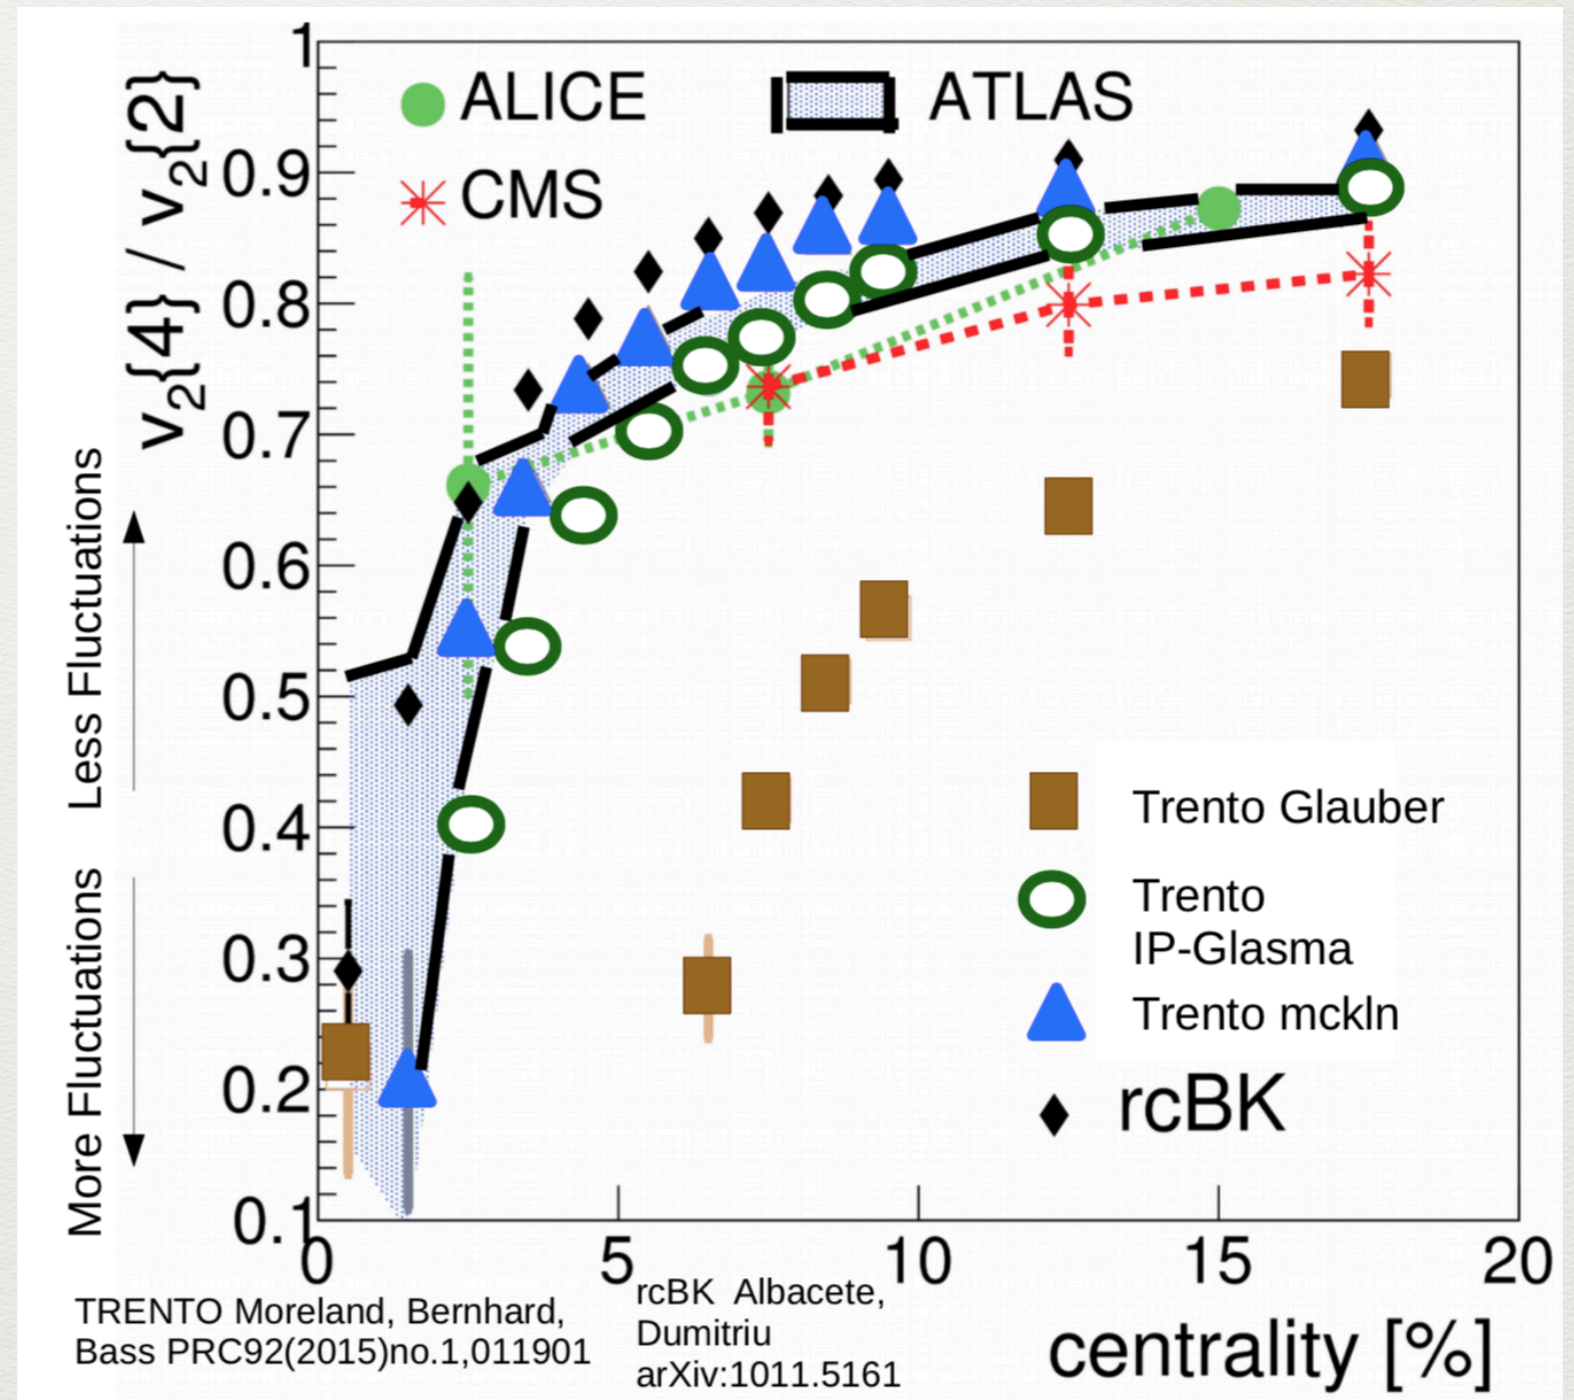 v2{4} / v2{2}
Less Fluctuations
More Fluctuations
1
0.9
0.8
0.7
0.6
0.5
0.4
0.3
0.2
0.1
ALICE
ATLAS
CMS
Trento Glauber
Trento
IP-Glasma
Trento mckln
rcBK
0
5
10
15
20
centrality [%]
TRENTO Moreland, Bernhard,
Bass PRC92(2015)no.1,011901
rcBK Albacete,
Dumitriu
arXiv:1011.5161